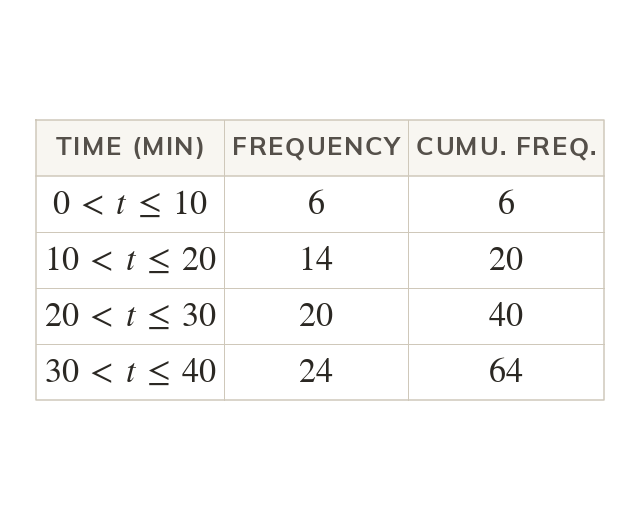 TIME (MIN) FREQUENCY CUMU. FREQ.
0 < t ≤ 10 6 6
10 < t ≤ 20 14 20
20 < t ≤ 30 20 40
30 < t ≤ 40 24 64